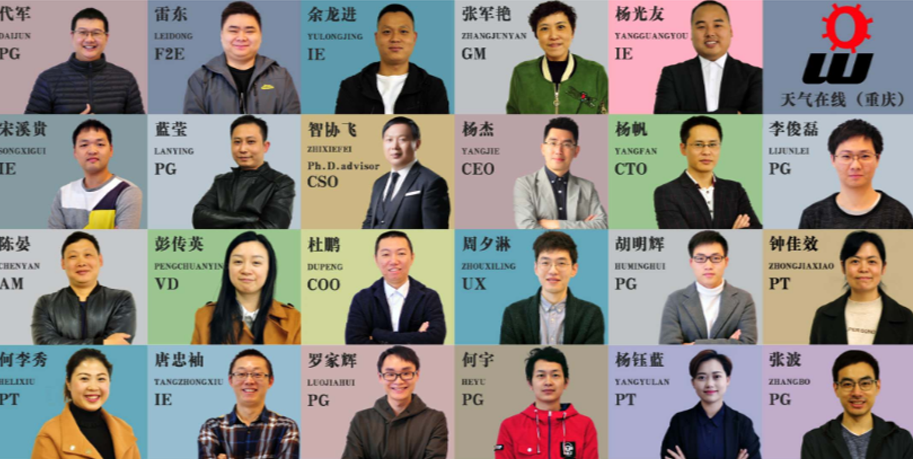 代军
DAIJUN
PG
雷东
LEIDONG
F2E
余龙进
YULONGJING
IE
张军艳
ZHANGJUNYAN
GM
杨光友
YANGGUANGYOU
IE
天气在线（重庆）
宋溪贵
SONGXIGUI
IE
蓝莹
LANYING
PG
智协飞
ZHIXIEFEI
Ph.D.advisor
CSO
杨杰
YANGJIE
CEO
杨帆
YANGFAN
CTO
李俊磊
LIJUNLEI
PG
陈晏
CHENYAN
AM
彭传英
PENGCHUANYIN
VD
杜鹏
DUPENG
COO
周夕淋
ZHOUXILING
UX
胡明辉
HUMINGHUI
PG
钟佳效
ZHONGJIAXIAO
PT
何李秀
HELIXIU
PT
唐忠袖
YANGZHONGXIU
IE
罗家辉
LUOJIAHUI
PG
何宇
HEYU
PG
杨钰蓝
YANGYULAN
PT
张波
ZHANGBO
PG